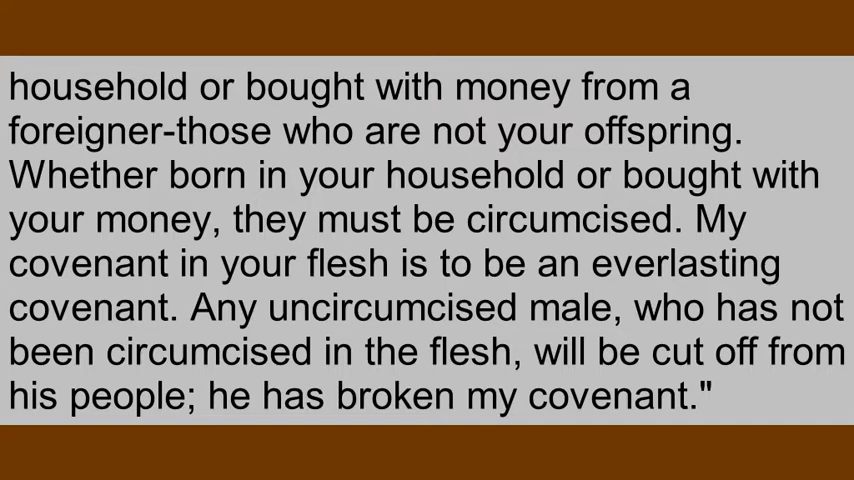 household or bought with money from a
foreigner-those who are not your offspring.
Whether born in your household or bought with
your money, they must be circumcised. My
covenant in your flesh is to be an everlasting
covenant. Any uncircumcised male, who has not
been circumcised in the flesh, will be cut off from
his people; he has broken my covenant."